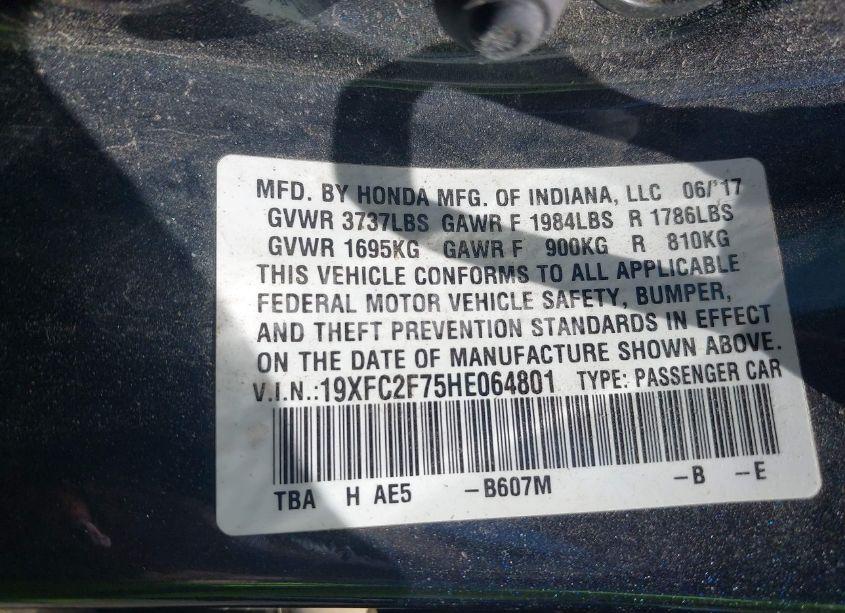 MFD. BY HONDA MFG. OF INDIANA, LLC 06/'17
GVWR 3737LBS GAWR F 1984LBS R 1786LBS
GVWR 1695KG GAWR F 900KG R 810KG
THIS VEHICLE CONFORMS TO ALL APPLICABLE
FEDERAL MOTOR VEHICLE SAFETY, BUMPER,
AND THEFT PREVENTION STANDARDS IN EFFECT
ON THE DATE OF MANUFACTURE SHOWN ABOVE.
V.I.N.:19XFC2F75HE064801 TYPE: PASSENGER CAR
TBA H AE5 -B607M -B -E